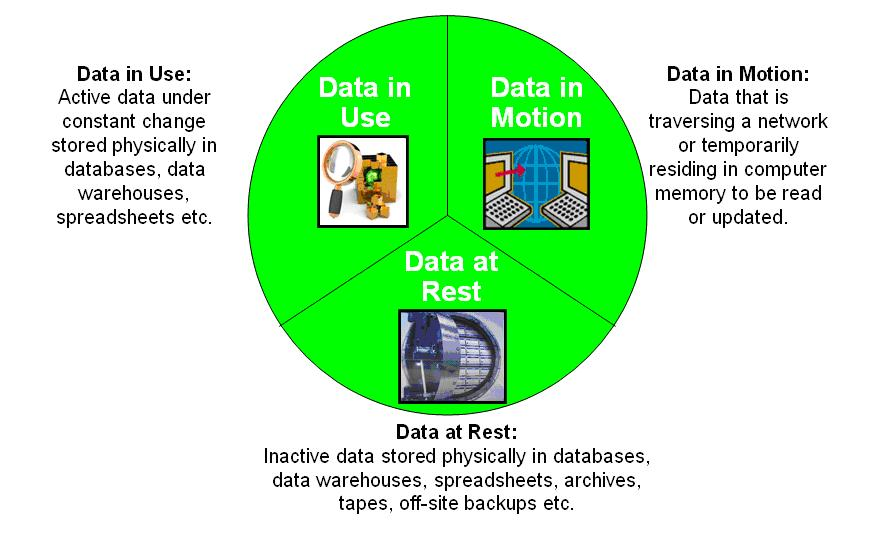 Data in Use:
Active data under
constant change
stored physically in
databases, data
warehouses,
spreadsheets etc.
Data in
Use
Data in
Motion
Data in Motion:
Data that is
traversing a network
or temporarily
residing in computer
memory to be read
or updated.
Data at
Rest
Data at Rest:
Inactive data stored physically in databases,
data warehouses, spreadsheets, archives,
tapes, off-site backups etc.